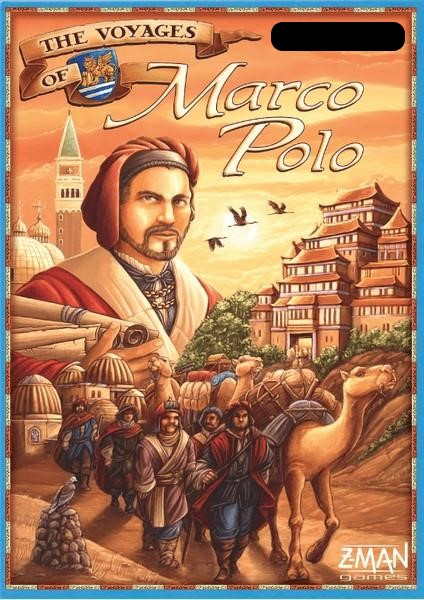 THE VOYAGES
OF
Marco
Polo
Z-MAN
games